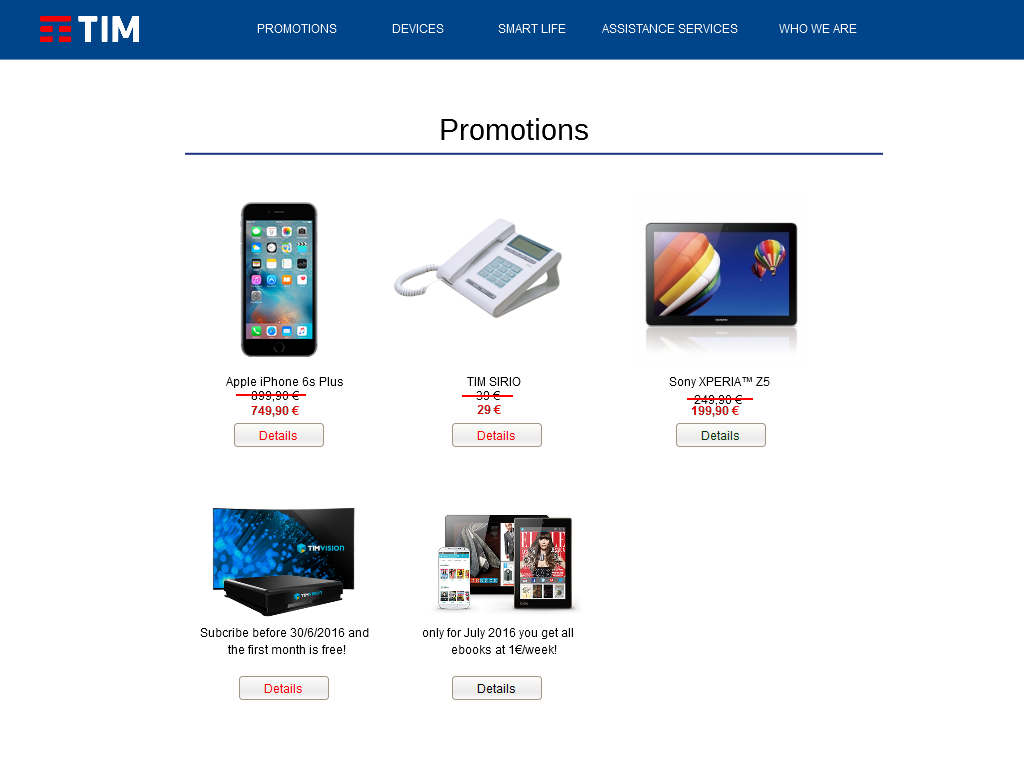 TIM
PROMOTIONS DEVICES SMART LIFE ASSISTANCE SERVICES WHO WE ARE
Promotions
Apple iPhone 6s Plus
899,90 €
749,90 €
Details
TIM SIRIO
39 €
29 €
Details
Sony XPERIA™ Z5
249,90 €
199,90 €
Details
TIMVISION
TIMVISION
Subcribe before 30/6/2016 and
the first month is free!
Details
ELLE
only for July 2016 you get all
ebooks at 1€/week!
Details